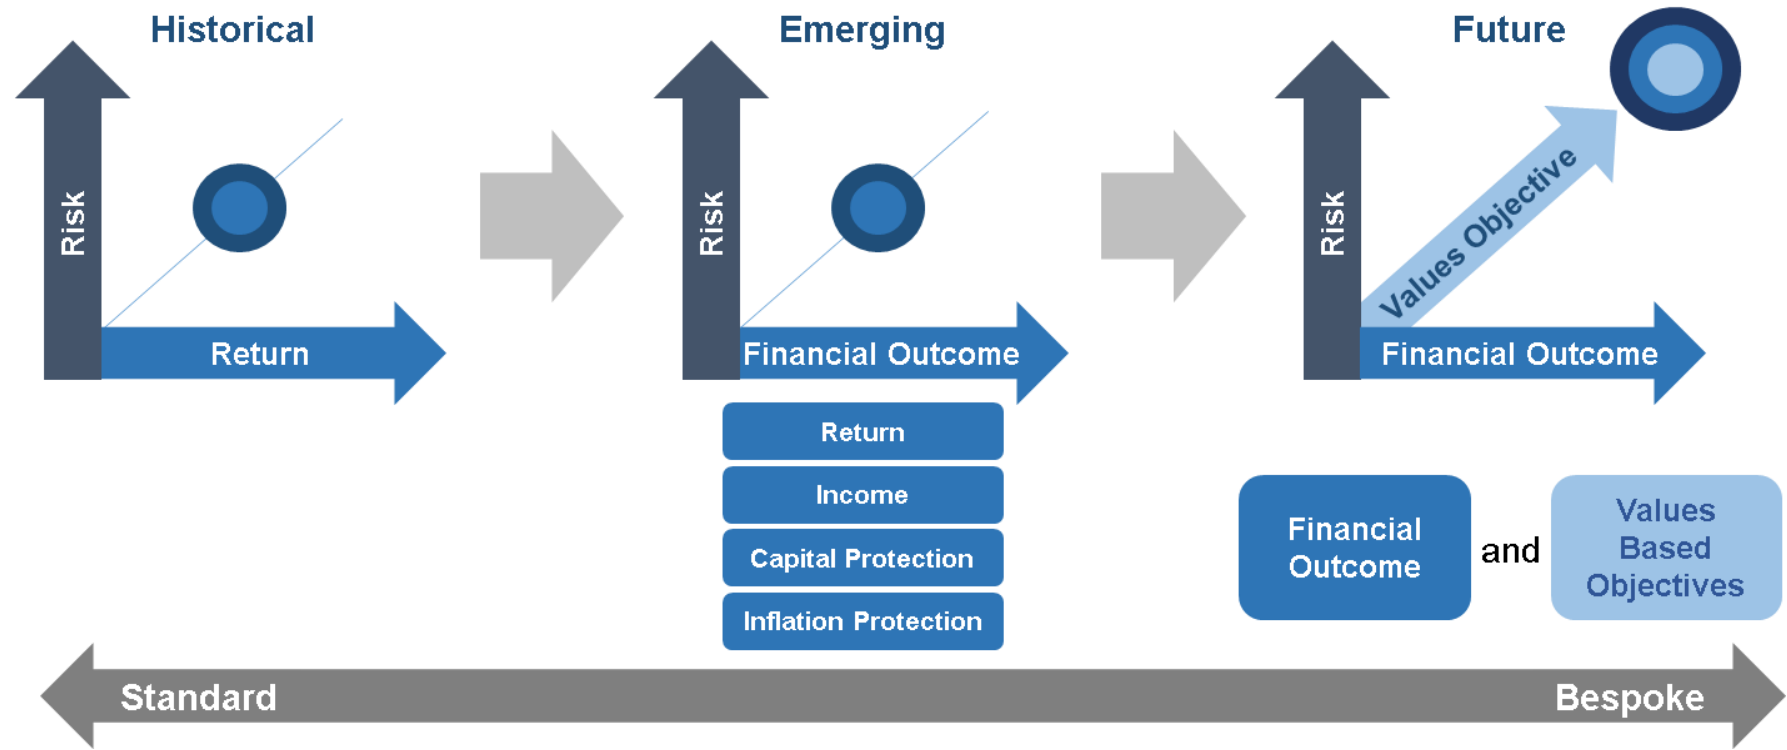 Historical
Risk
Return
Emerging
Risk
Financial Outcome
Return
Income
Capital Protection
Inflation Protection
Future
Risk
Values Objective
Financial Outcome
Financial
Outcome
and
Values
Based
Objectives
Standard
Bespoke